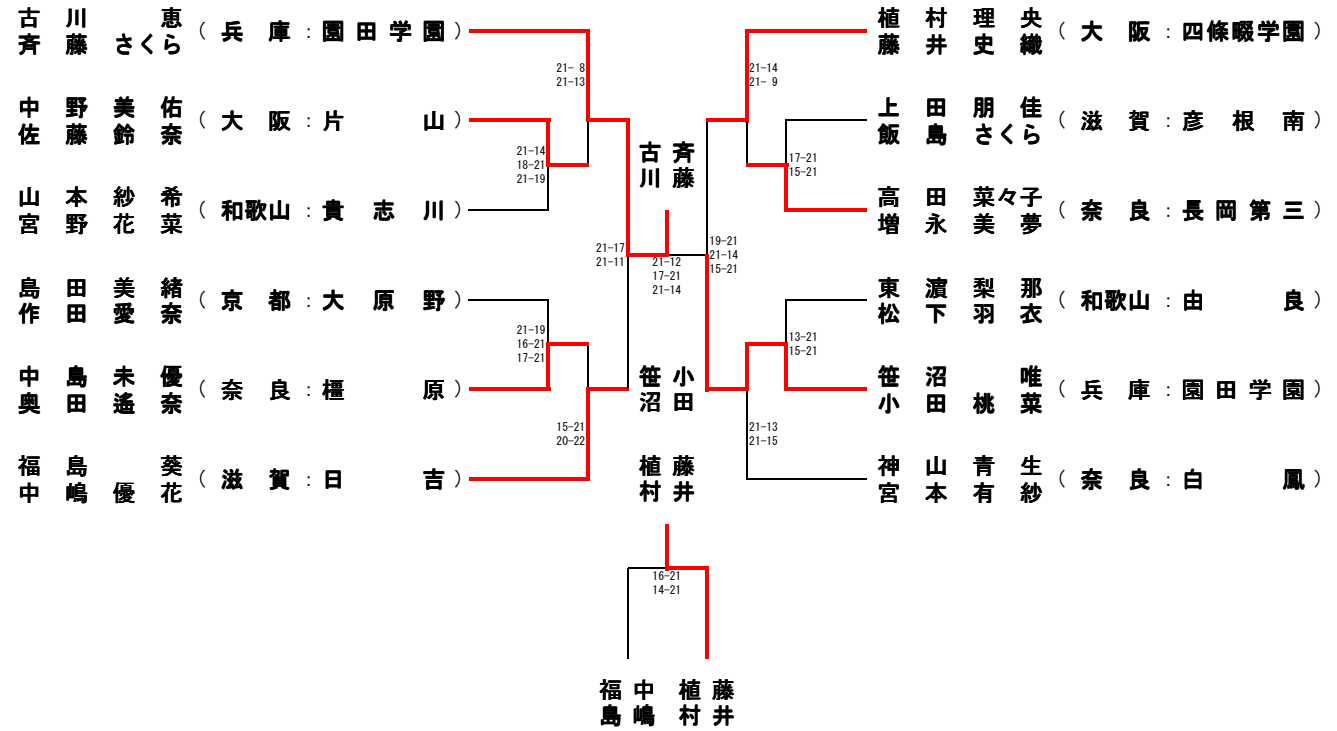 古川 恵
斉藤 さくら
（ 兵庫 : 園田学園 ）
中野 美佑
佐藤 鈴奈
（ 大阪 : 片山 ）
山本 紗希
宮野 花菜
（ 和歌山 : 貴志川 ）
島田 美緒
作田 愛奈
（ 京都 : 大原野 ）
中島 未優
奥田 遙奈
（ 奈良 : 橿原 ）
福島 葵
中嶋 優花
（ 滋賀 : 日吉 ）
21- 8
21-13
21-14
18-21
21-19
21-17
21-11
21-19
16-21
17-21
15-21
20-22
古川 斉藤
21-12
17-21
21-14
笹沼 小田
植村 藤井
16-21
14-21
福島 中嶋 植村 藤井
21-14
21- 9
17-21
15-21
19-21
21-14
15-21
13-21
15-21
21-13
21-15
植村 理央
藤井 史織
（ 大阪 : 四條畷学園 ）
上田 朋佳
飯島 さくら
（ 滋賀 : 彦根南 ）
高田 菜々子
増永 美夢
（ 奈良 : 長岡第三 ）
東濵 梨那
松下 羽衣
（ 和歌山 : 由良 ）
笹沼 唯
小田 桃菜
（ 兵庫 : 園田学園 ）
神山 青生
宮本 有紗
（ 奈良 : 白鳳 ）